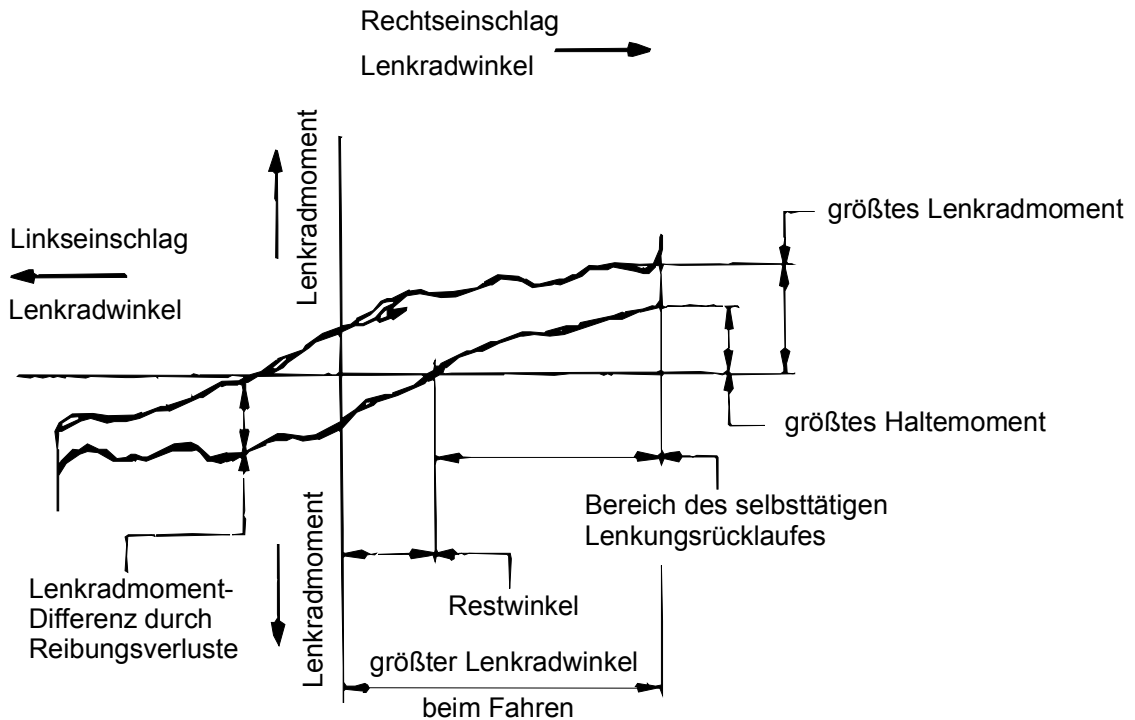 Rechtseinschlag
Lenkradwinkel
Lenkradmoment
größtes Lenkradmoment
Linkseinschlag
Lenkradwinkel
größtes Haltemoment
Bereich des selbsttätigen
Lenkungsrücklaufes
Lenkradmoment
Lenkradmoment-
Differenz durch
Reibungsverluste
Restwinkel
größter Lenkradwinkel
beim Fahren